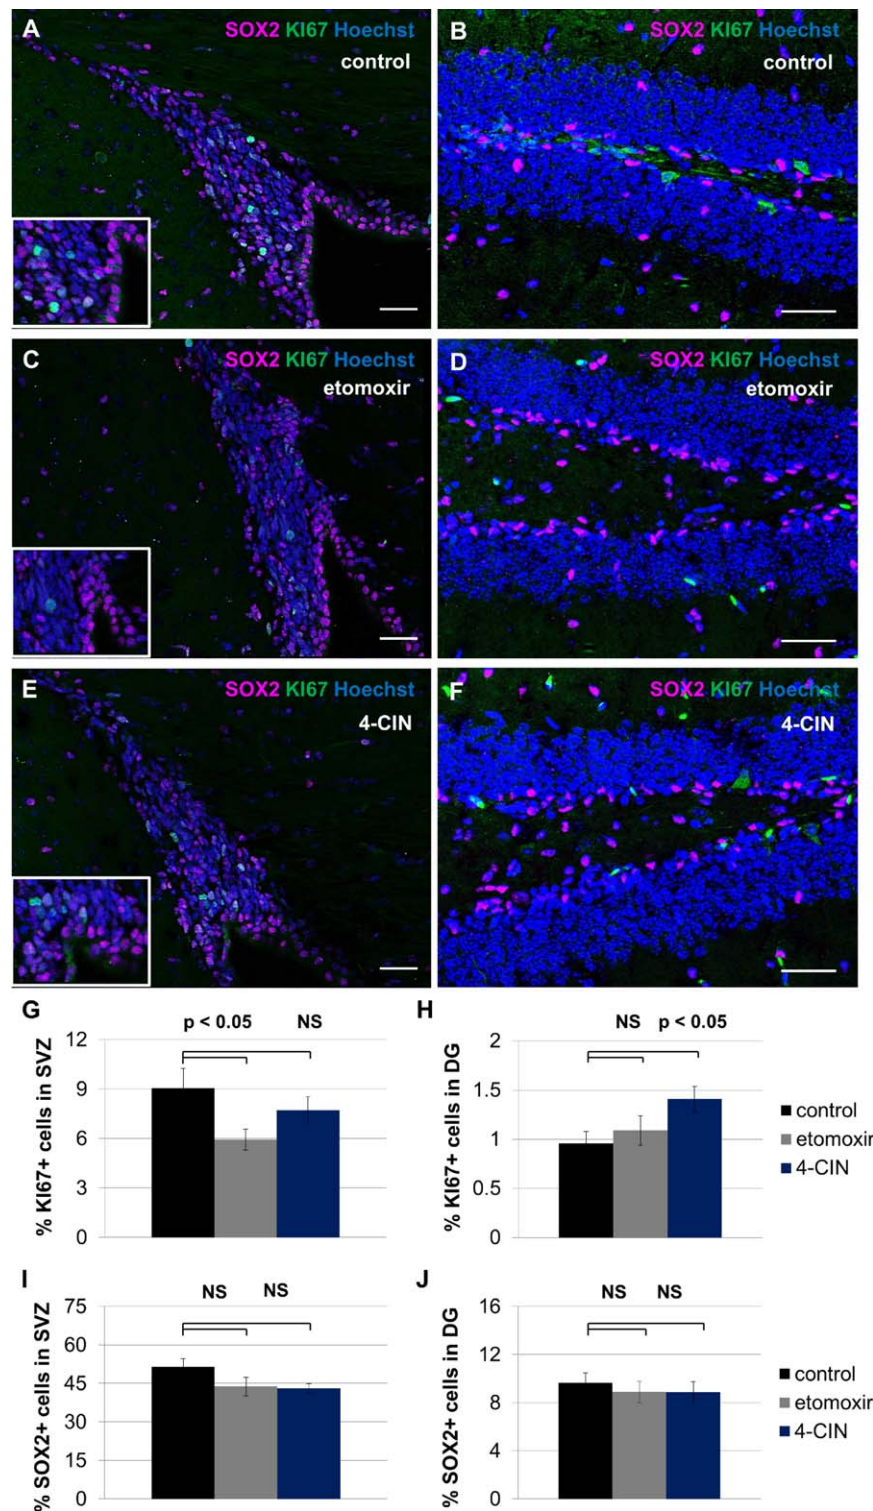 A SOX2 KI67 Hoechst
control
B SOX2 KI67 Hoechst
control
C SOX2 KI67 Hoechst
etomoxir
D SOX2 KI67 Hoechst
etomoxir
E SOX2 KI67 Hoechst
4-CIN
F SOX2 KI67 Hoechst
4-CIN
G
p < 0.05 NS
% KI67+ cells in SVZ
12
9
6
3
0
H
NS p < 0.05
% KI67+ cells in DG
2
1.5
1
0.5
0
control
etomoxir
4-CIN
I
NS NS
% SOX2+ cells in SVZ
75
60
45
30
15
0
J
NS NS
% SOX2+ cells in DG
16
12
8
4
0
control
etomoxir
4-CIN